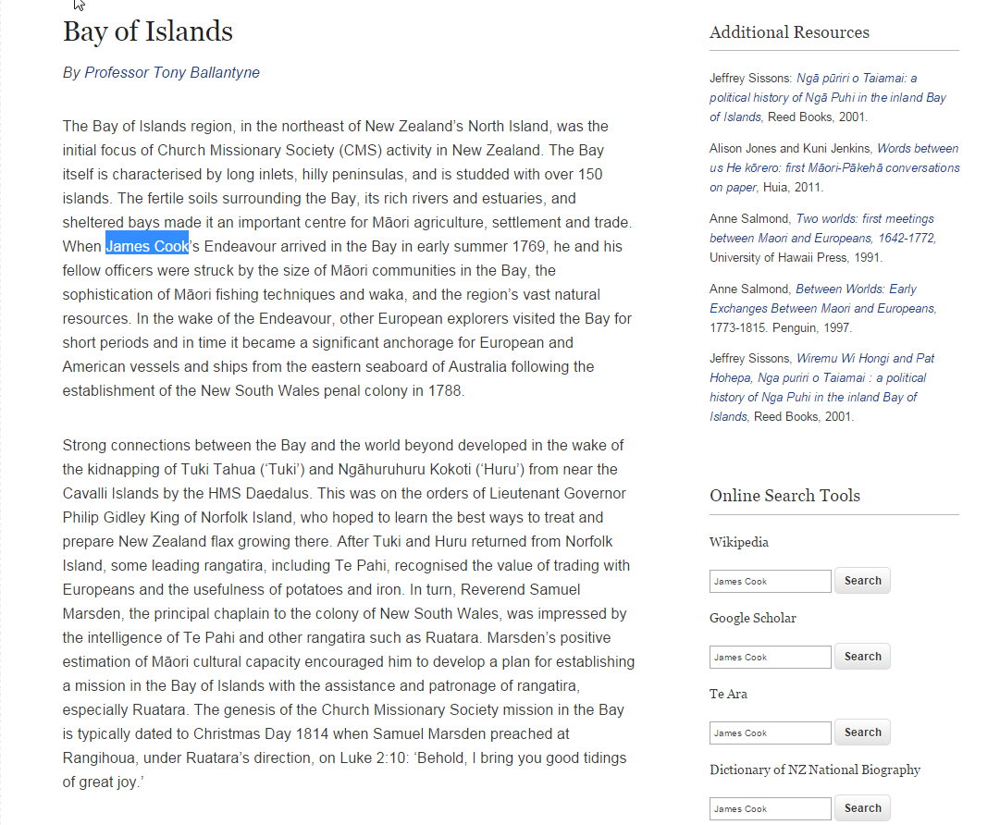 Bay of Islands
By Professor Tony Ballantyne
The Bay of Islands region, in the northeast of New Zealand’s North Island, was the
initial focus of Church Missionary Society (CMS) activity in New Zealand. The Bay
itself is characterised by long inlets, hilly peninsulas, and is studded with over 150
islands. The fertile soils surrounding the Bay, its rich rivers and estuaries, and
sheltered bays made it an important centre for Māori agriculture, settlement and trade.
When James Cook’s Endeavour arrived in the Bay in early summer 1769, he and his
fellow officers were struck by the size of Māori communities in the Bay, the
sophistication of Māori fishing techniques and waka, and the region’s vast natural
resources. In the wake of the Endeavour, other European explorers visited the Bay for
short periods and in time it became a significant anchorage for European and
American vessels and ships from the eastern seaboard of Australia following the
establishment of the New South Wales penal colony in 1788.
Strong connections between the Bay and the world beyond developed in the wake of
the kidnapping of Tuki Tahua (‘Tuki’) and Ngāhuruhuru Kokoti (‘Huru’) from near the
Cavalli Islands by the HMS Daedalus. This was on the orders of Lieutenant Governor
Philip Gidley King of Norfolk Island, who hoped to learn the best ways to treat and
prepare New Zealand flax growing there. After Tuki and Huru returned from Norfolk
Island, some leading rangatira, including Te Pahi, recognised the value of trading with
Europeans and the usefulness of potatoes and iron. In turn, Reverend Samuel
Marsden, the principal chaplain to the colony of New South Wales, was impressed by
the intelligence of Te Pahi and other rangatira such as Ruatara. Marsden’s positive
estimation of Māori cultural capacity encouraged him to develop a plan for establishing
a mission in the Bay of Islands with the assistance and patronage of rangatira,
especially Ruatara. The genesis of the Church Missionary Society mission in the Bay
is typically dated to Christmas Day 1814 when Samuel Marsden preached at
Rangihoua, under Ruatara’s direction, on Luke 2:10: ‘Behold, I bring you good tidings
of great joy.’
Additional Resources
Jeffrey Sissons: Ngā pūriri o Taiamai: a
political history of Ngā Puhi in the inland Bay
of Islands, Reed Books, 2001.
Alison Jones and Kuni Jenkins, Words between
us He kōrero: first Māori-Pākehā conversations
on paper, Huia, 2011.
Anne Salmond, Two worlds: first meetings
between Maori and Europeans, 1642-1772,
University of Hawaii Press, 1991.
Anne Salmond, Between Worlds: Early
Exchanges Between Maori and Europeans,
1773-1815. Penguin, 1997.
Jeffrey Sissons, Wiremu Wi Hongi and Pat
Hohepa, Nga puriri o Taiamai : a political
history of Nga Puhi in the inland Bay of
Islands, Reed Books, 2001.
Online Search Tools
Wikipedia
James Cook Search
Google Scholar
James Cook Search
Te Ara
James Cook Search
Dictionary of NZ National Biography
James Cook Search